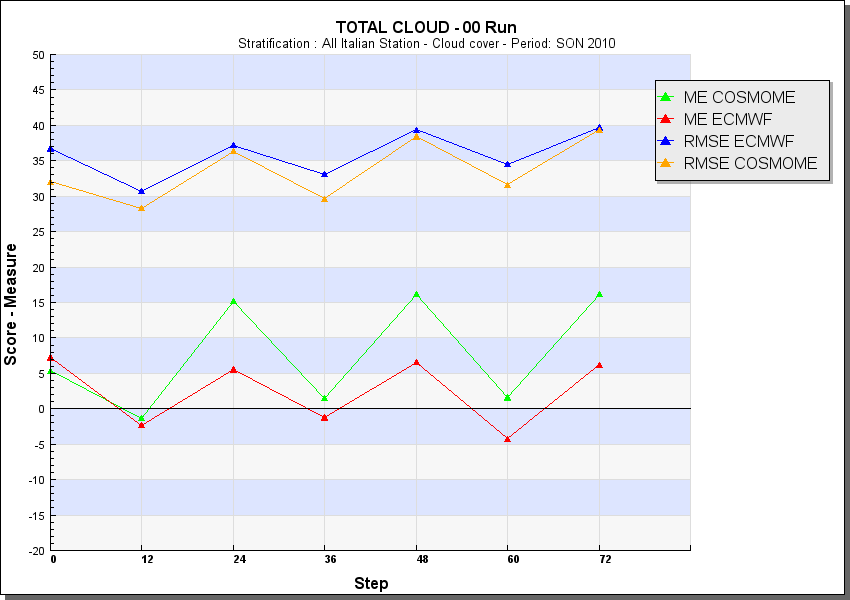 TOTAL CLOUD - 00 Run
Stratification : All Italian Station - Cloud cover - Period: SON 2010
ME COSMOME
ME ECMWF
RMSE ECMWF
RMSE COSMOME
Score - Measure
50
45
40
35
30
25
20
15
10
5
0
-5
-10
-15
-20
0 12 24 36 48 60 72
Step